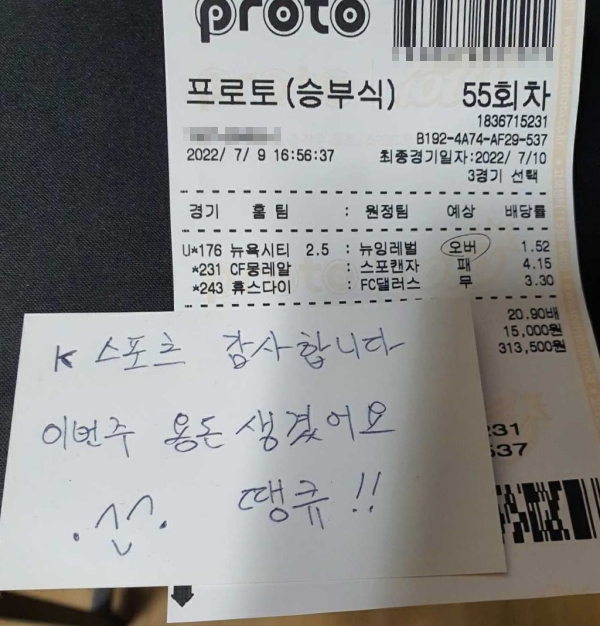 proto
프로토(승부식) 55회차
1836715231
B192-4A74-AF29-537
2022/ 7/ 9 16:56:37 최종경기일자:2022/ 7/10
3경기 선택
경기 홈 팀 : 원정팀 예상 배당률
U*176 뉴욕시티 2.5 : 뉴잉레벌 오버 1.52
*231 CF몽레알 : 스포캔자 패 4.15
*243 휴스다이 : FC댈러스 무 3.30
20.90배
15,000원
313,500원
K 스포츠 감사합니다
이번주 용돈 생겼어요
땡큐 !!
231
537